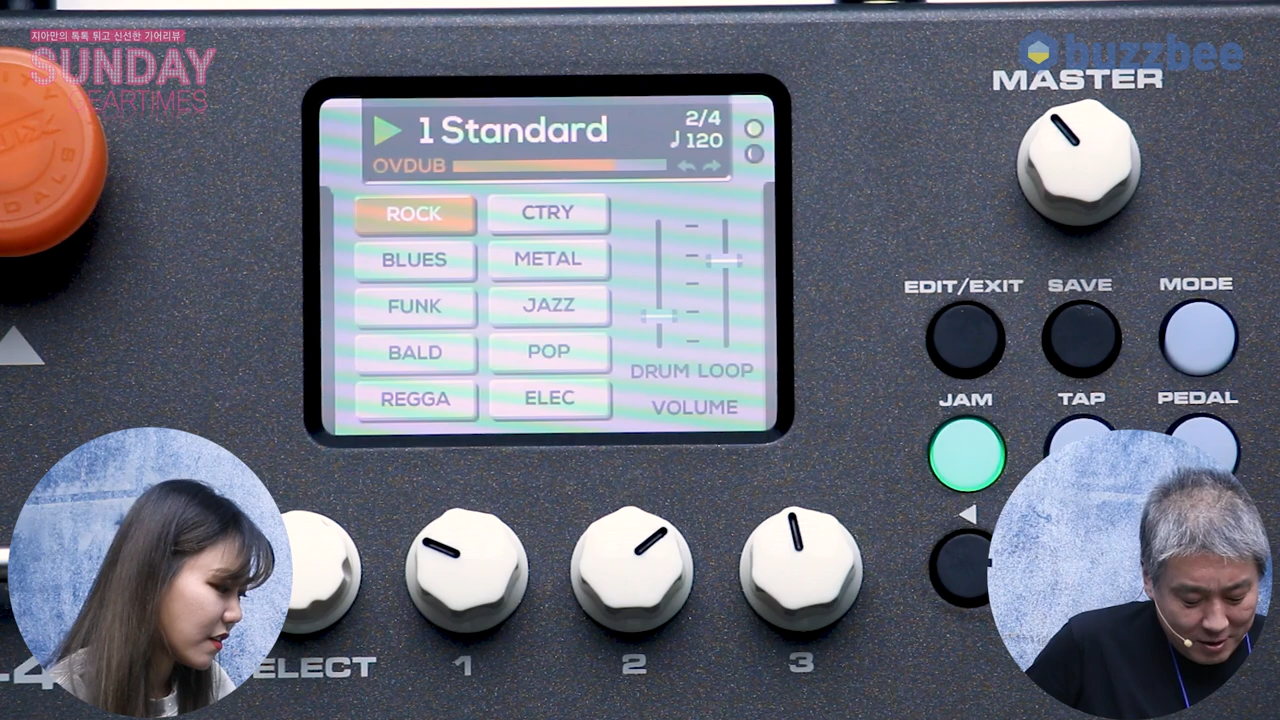 지아만의 톡톡 튀고 신선한 기어리뷰
SUNDAY
GEARTIMES
buzzbee
MASTER
1 Standard
2/4
♩120
OVDUB
ROCK
CTRY
BLUES
METAL
FUNK
JAZZ
BALD
POP
REGGA
ELEC
DRUM LOOP
VOLUME
EDIT/EXIT
SAVE
MODE
JAM
TAP
PEDAL
SELECT
1
2
3